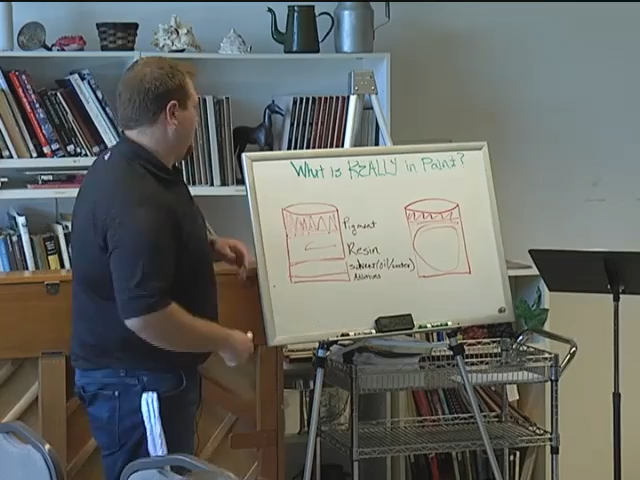 What is REALLY in Paint?
Pigment
Resin
Solvent (oil/water)
Additives